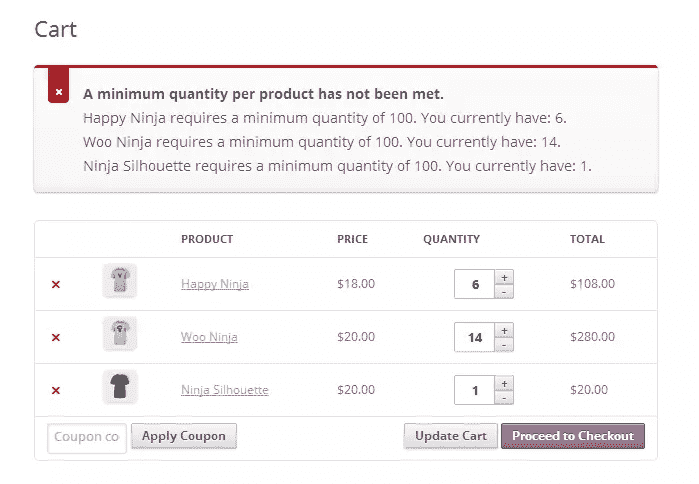 Cart
× A minimum quantity per product has not been met.
Happy Ninja requires a minimum quantity of 100. You currently have: 6.
Woo Ninja requires a minimum quantity of 100. You currently have: 14.
Ninja Silhouette requires a minimum quantity of 100. You currently have: 1.
PRODUCT PRICE QUANTITY TOTAL
× Happy Ninja $18.00 6 + - $108.00
× Woo Ninja $20.00 14 + - $280.00
× Ninja Silhouette $20.00 1 + - $20.00
Coupon co Apply Coupon Update Cart Proceed to Checkout